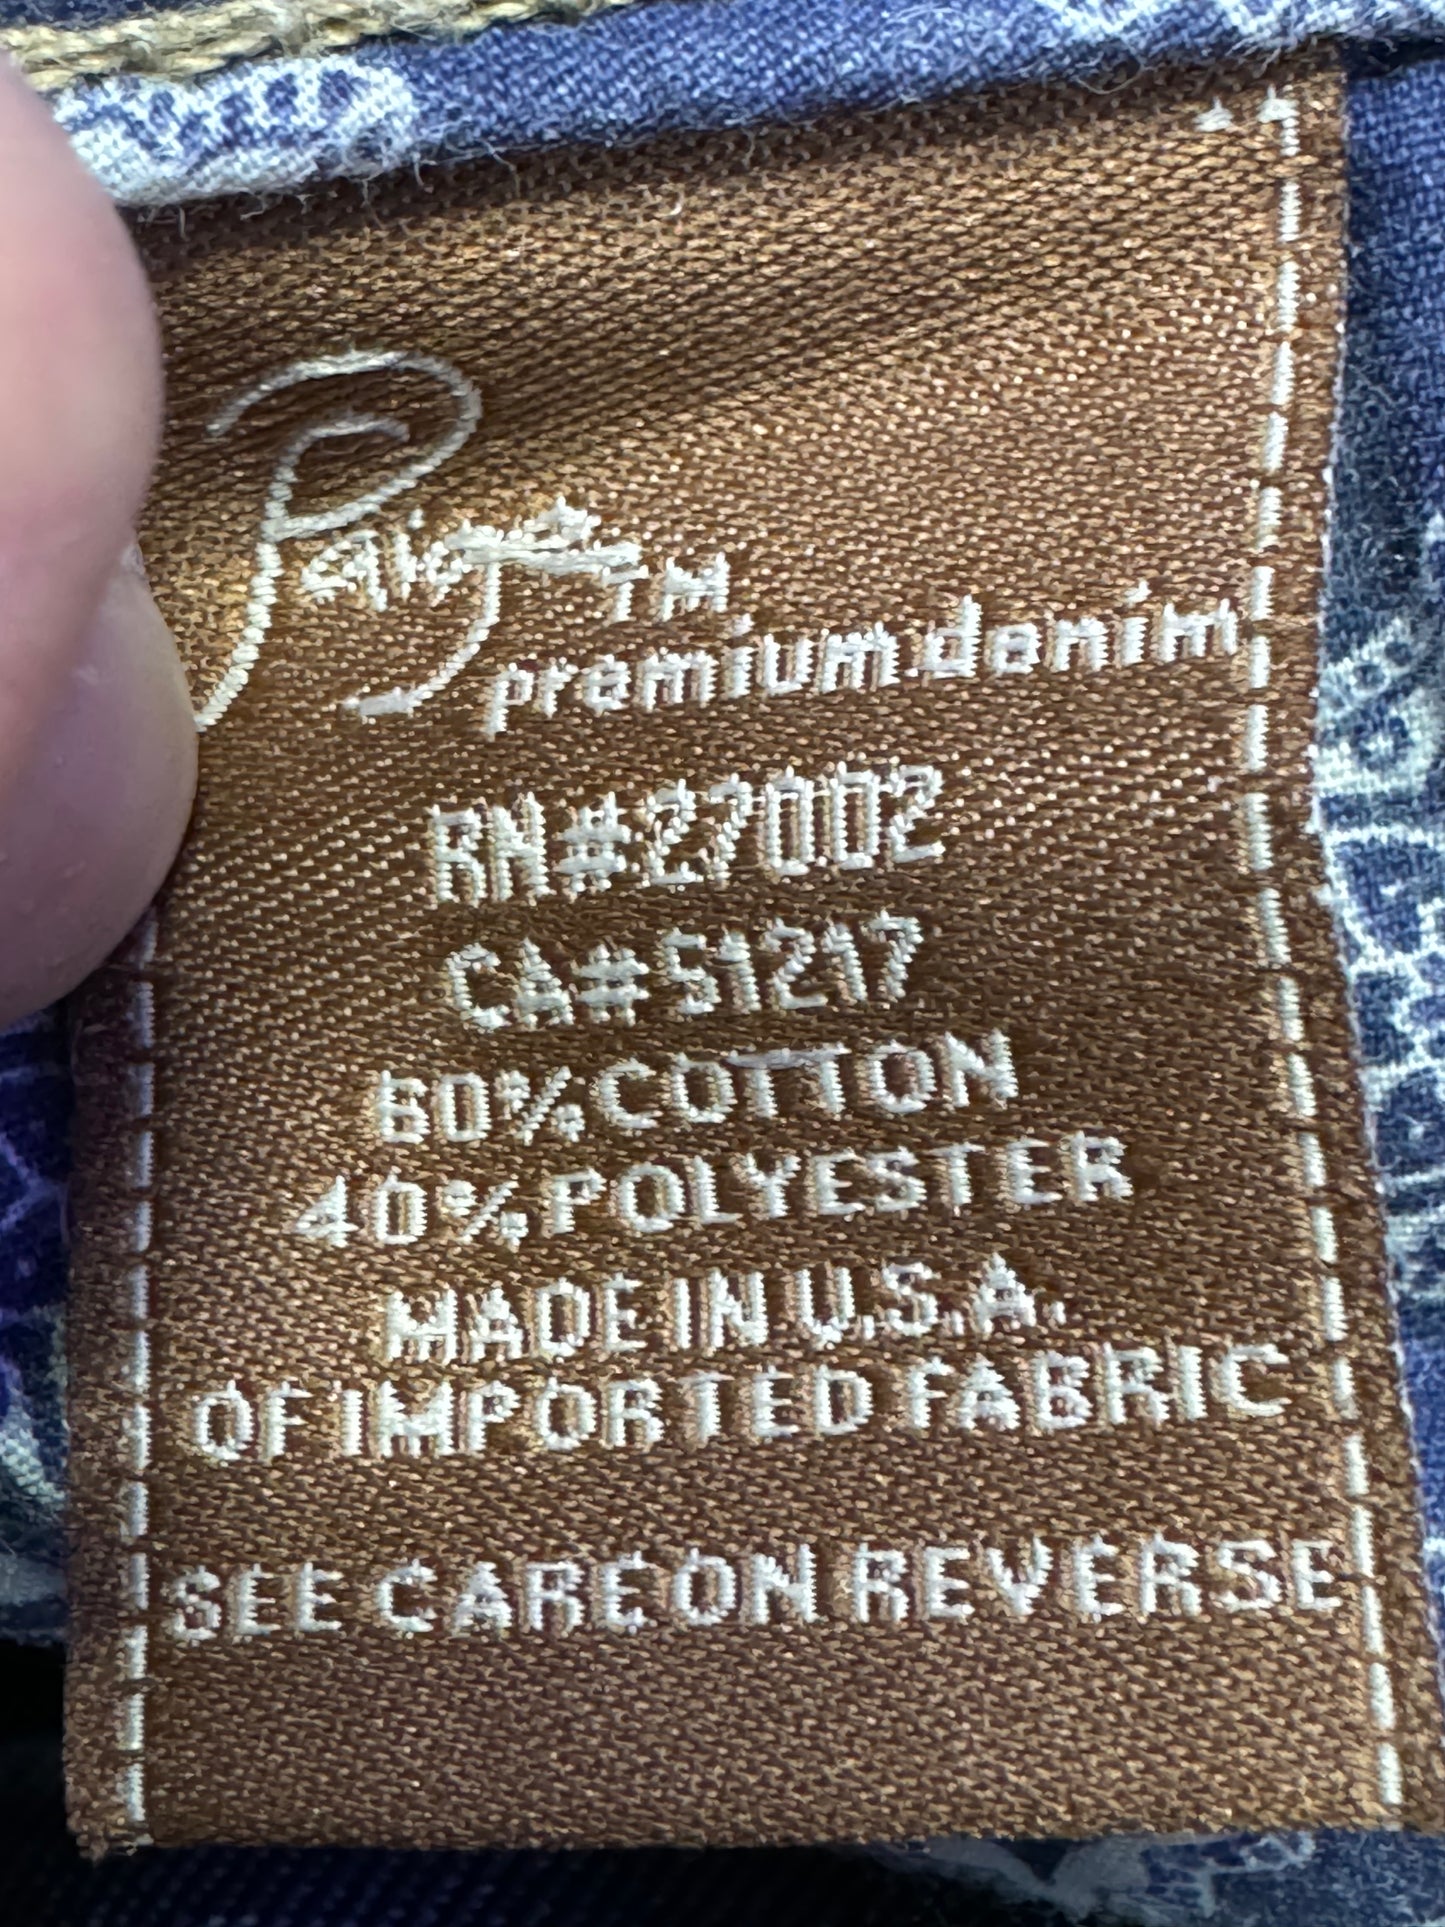 Paige™
premium denim
RN#27002
CA#51217
60% COTTON
40% POLYESTER
MADE IN U.S.A.
OF IMPORTED FABRIC
SEE CARE ON REVERSE